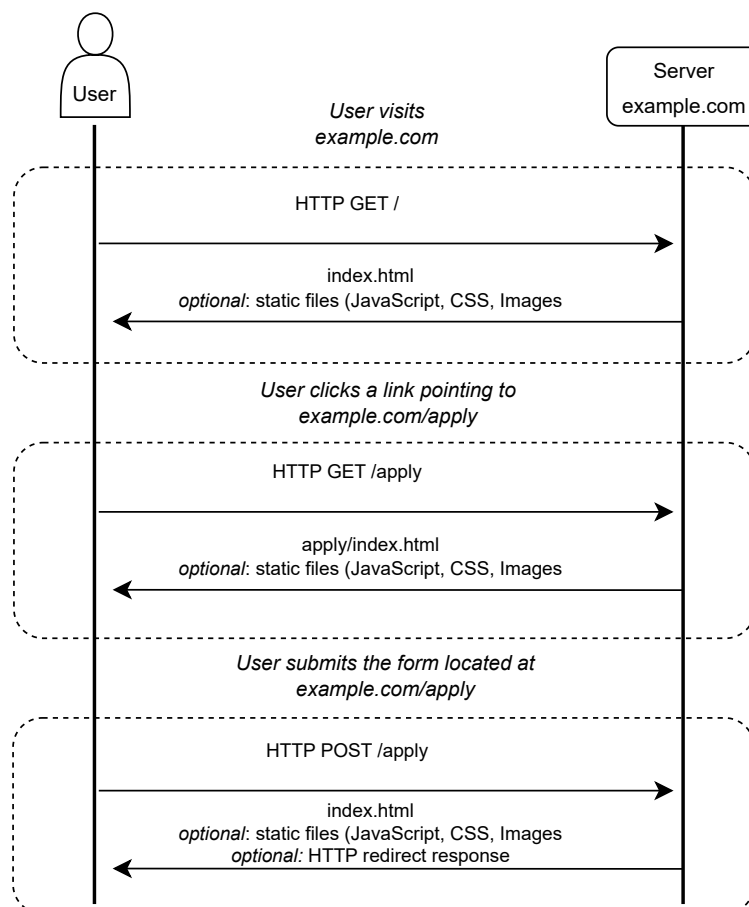 User
Server
example.com
User visits
example.com
HTTP GET /
index.html
optional: static files (JavaScript, CSS, Images
User clicks a link pointing to
example.com/apply
HTTP GET /apply
apply/index.html
optional: static files (JavaScript, CSS, Images
User submits the form located at
example.com/apply
HTTP POST /apply
index.html
optional: static files (JavaScript, CSS, Images
optional: HTTP redirect response